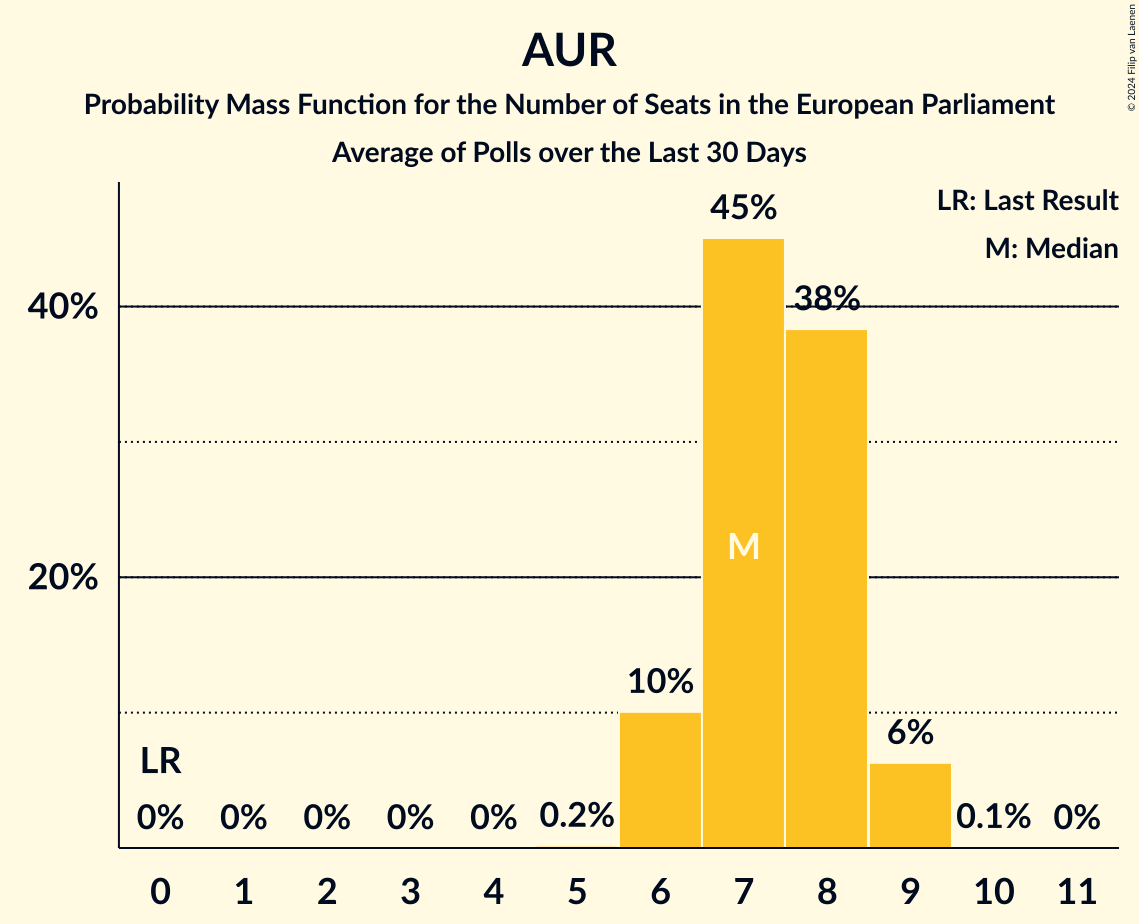 AUR
Probability Mass Function for the Number of Seats in the European Parliament
Average of Polls over the Last 30 Days
© 2024 Filip van Laenen
LR: Last Result
M: Median
45%
38%
40%
M
20%
10%
6%
LR
0% 0% 0% 0% 0% 0.2% 0.1% 0%
0 1 2 3 4 5 6 7 8 9 10 11